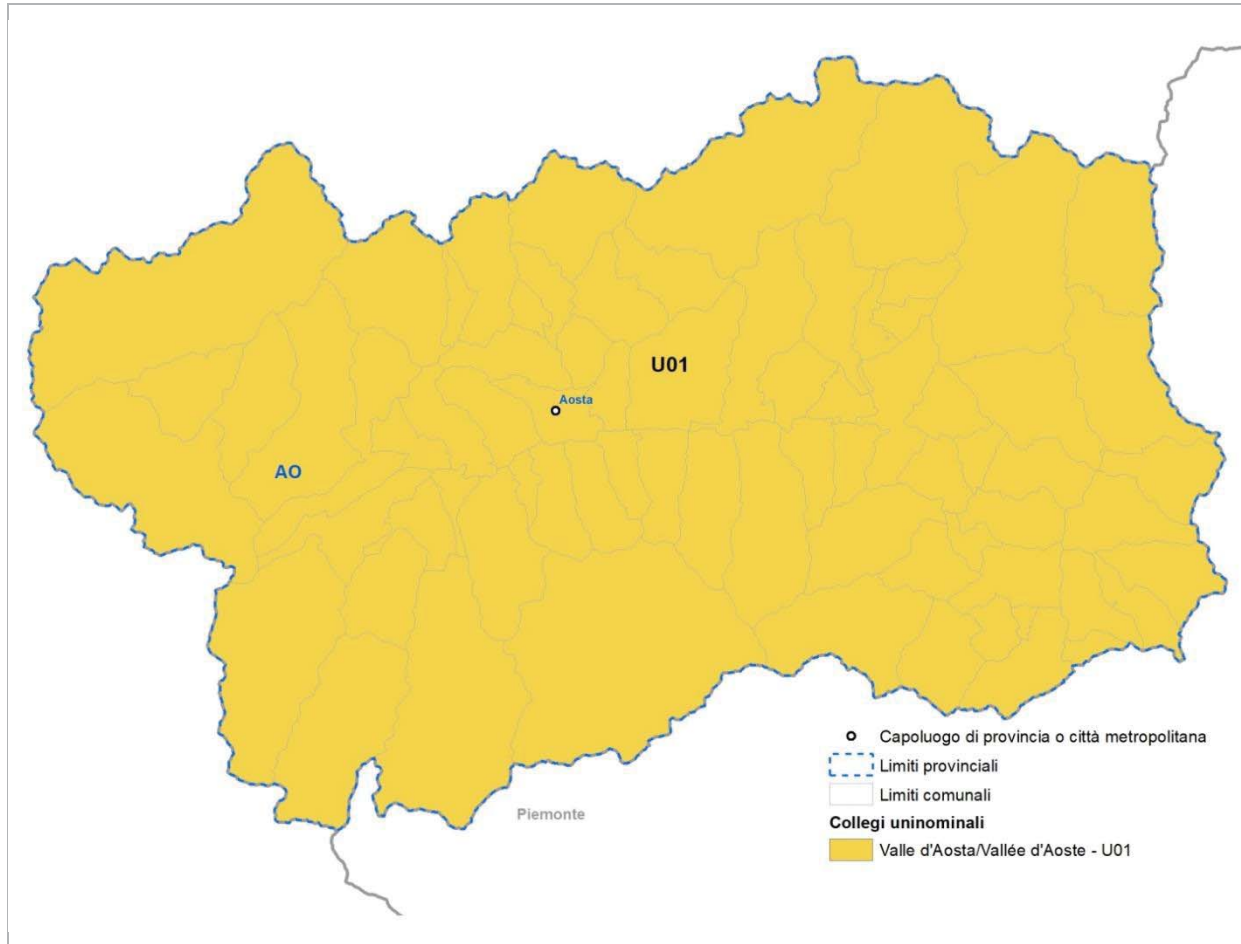 U01
Aosta
AO
Capoluogo di provincia o città metropolitana
Limiti provinciali
Limiti comunali
Collegi uninominali
Valle d'Aosta/Vallée d'Aoste - U01
Piemonte